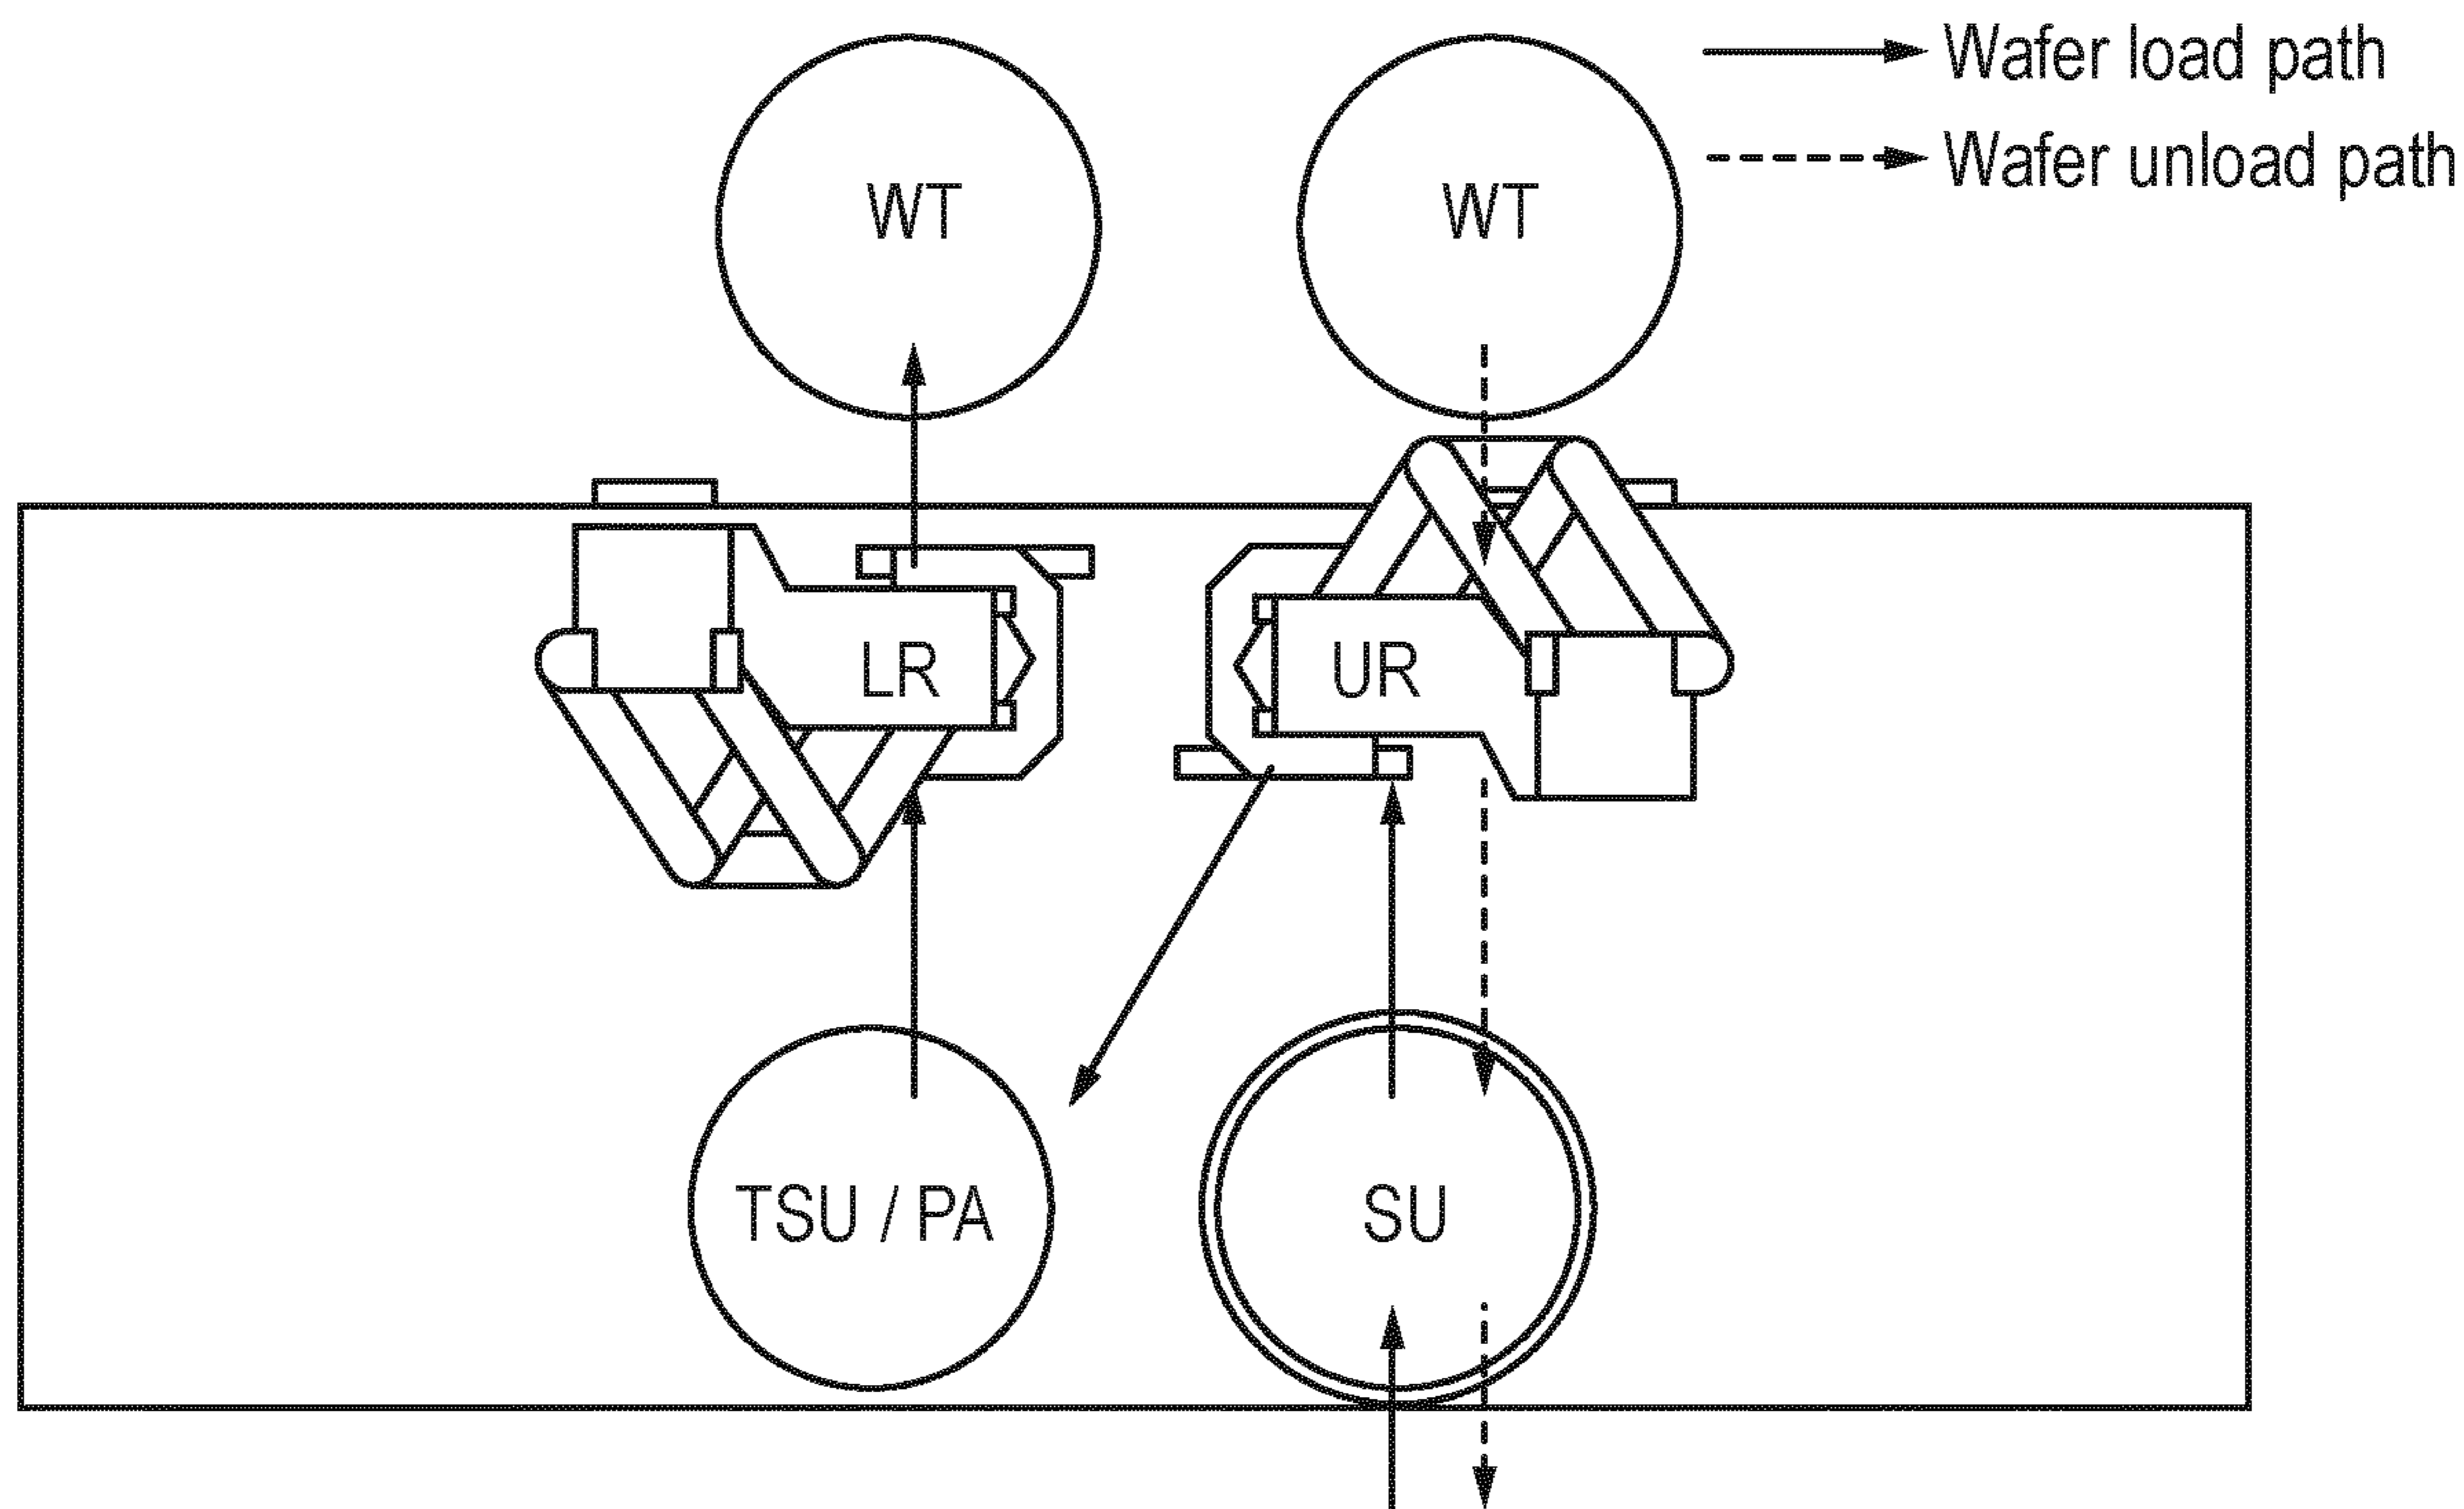 WT
WT
Wafer load path
Wafer unload path
LR
UR
TSU / PA
SU